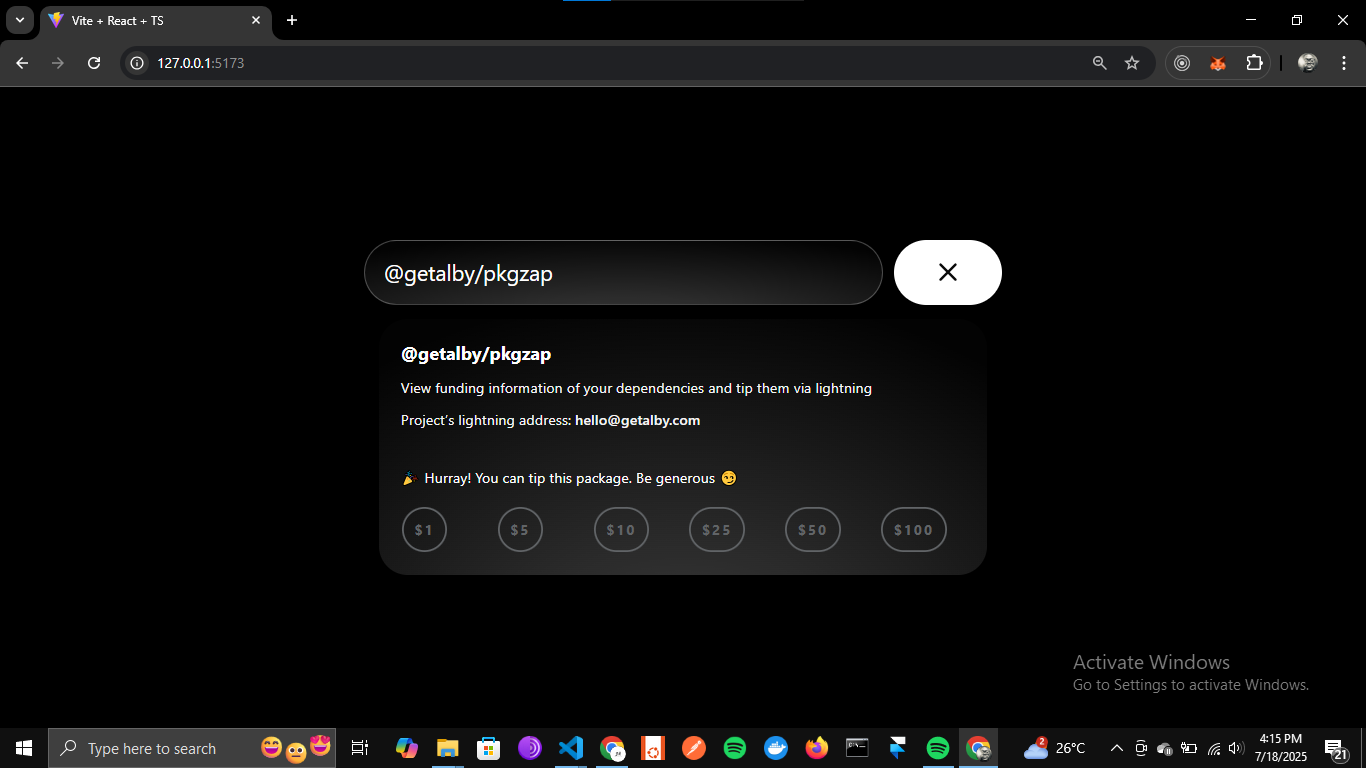 Vite + React + TS
127.0.0.1:5173
@getalby/pkgzap
@getalby/pkgzap
View funding information of your dependencies and tip them via lightning
Project’s lightning address: hello@getalby.com
🎉 Hurray! You can tip this package. Be generous 😏
$1 $5 $10 $25 $50 $100
Activate Windows
Go to Settings to activate Windows.
Type here to search
2
26°C
4:15 PM
7/18/2025
21